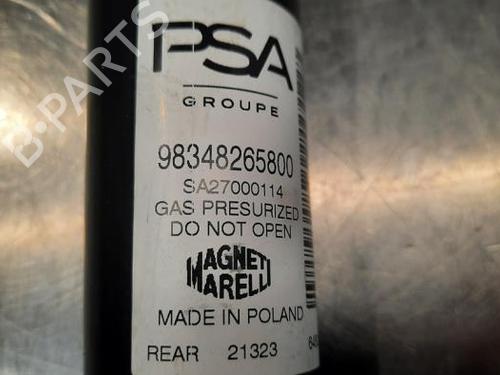 PSA
GROUPE
98348265800
SA27000114
GAS PRESURIZED
DO NOT OPEN
MAGNETI
MARELLI
MADE IN POLAND
REAR 21323
B-PARTS